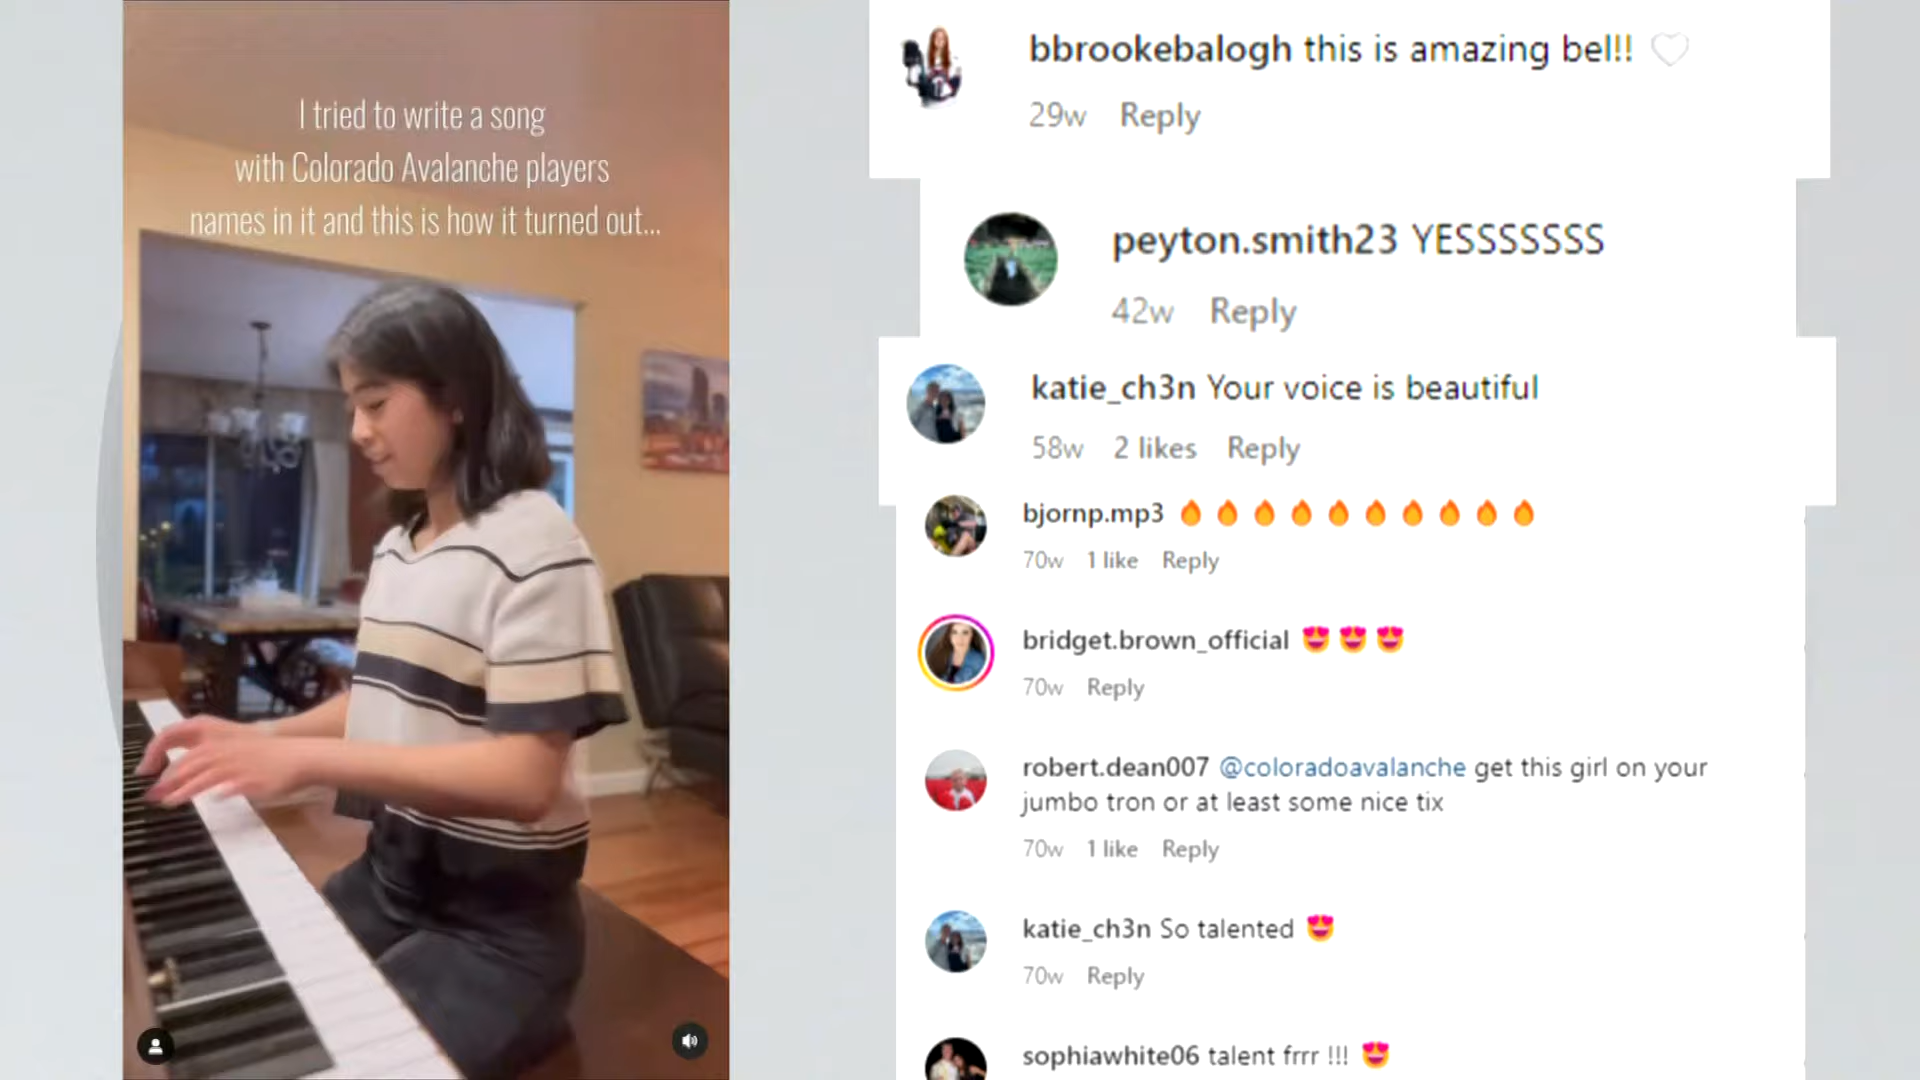 I tried to write a song
with Colorado Avalanche players
names in it and this is how it turned out...
bbrookebalogh this is amazing bel!!
29w Reply
peyton.smith23 YESSSSSSS
42w Reply
katie_ch3n Your voice is beautiful
58w 2 likes Reply
bjornp.mp3 🔥🔥🔥🔥🔥🔥🔥🔥🔥🔥
70w 1 like Reply
bridget.brown_official 😍😍😍
70w Reply
robert.dean007 @coloradoavalanche get this girl on your
jumbo tron or at least some nice tix
70w 1 like Reply
katie_ch3n So talented 😍
70w Reply
sophiawhite06 talent frrr !!! 😍